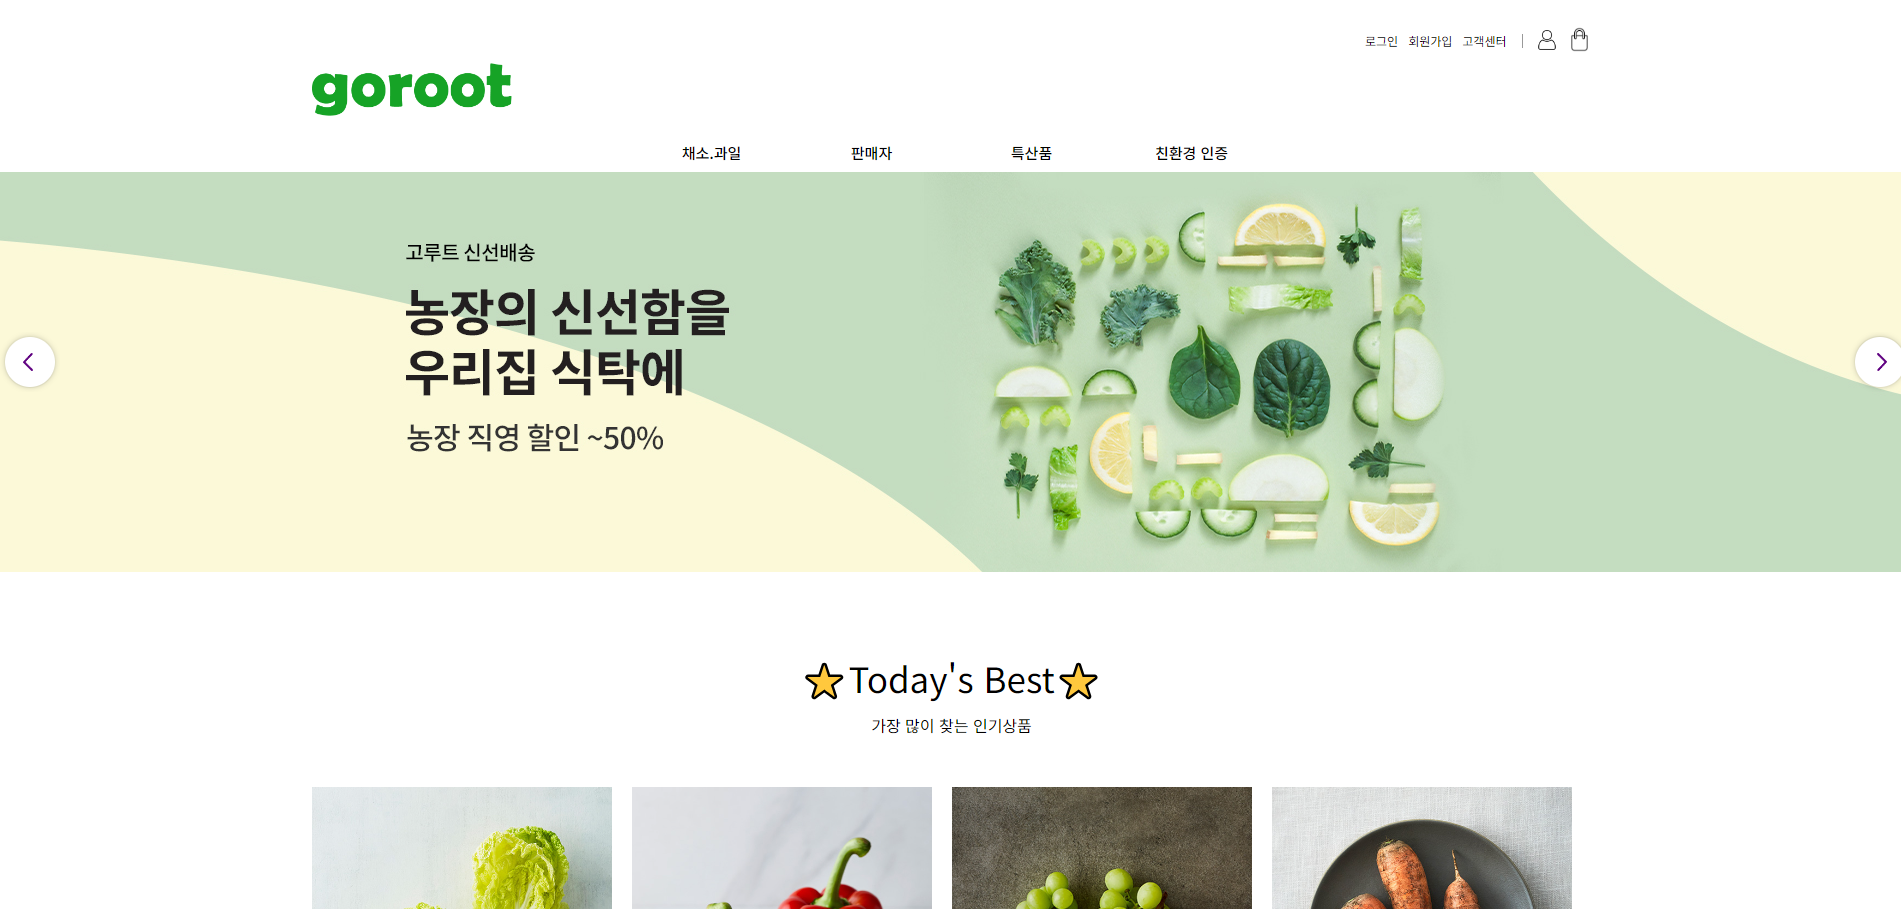 로그인 회원가입 고객센터
goroot
채소.과일 판매자 특산품 친환경 인증
고루트 신선배송
농장의 신선함을
우리집 식탁에
농장 직영 할인 ~50%
⭐Today's Best⭐
가장 많이 찾는 인기상품